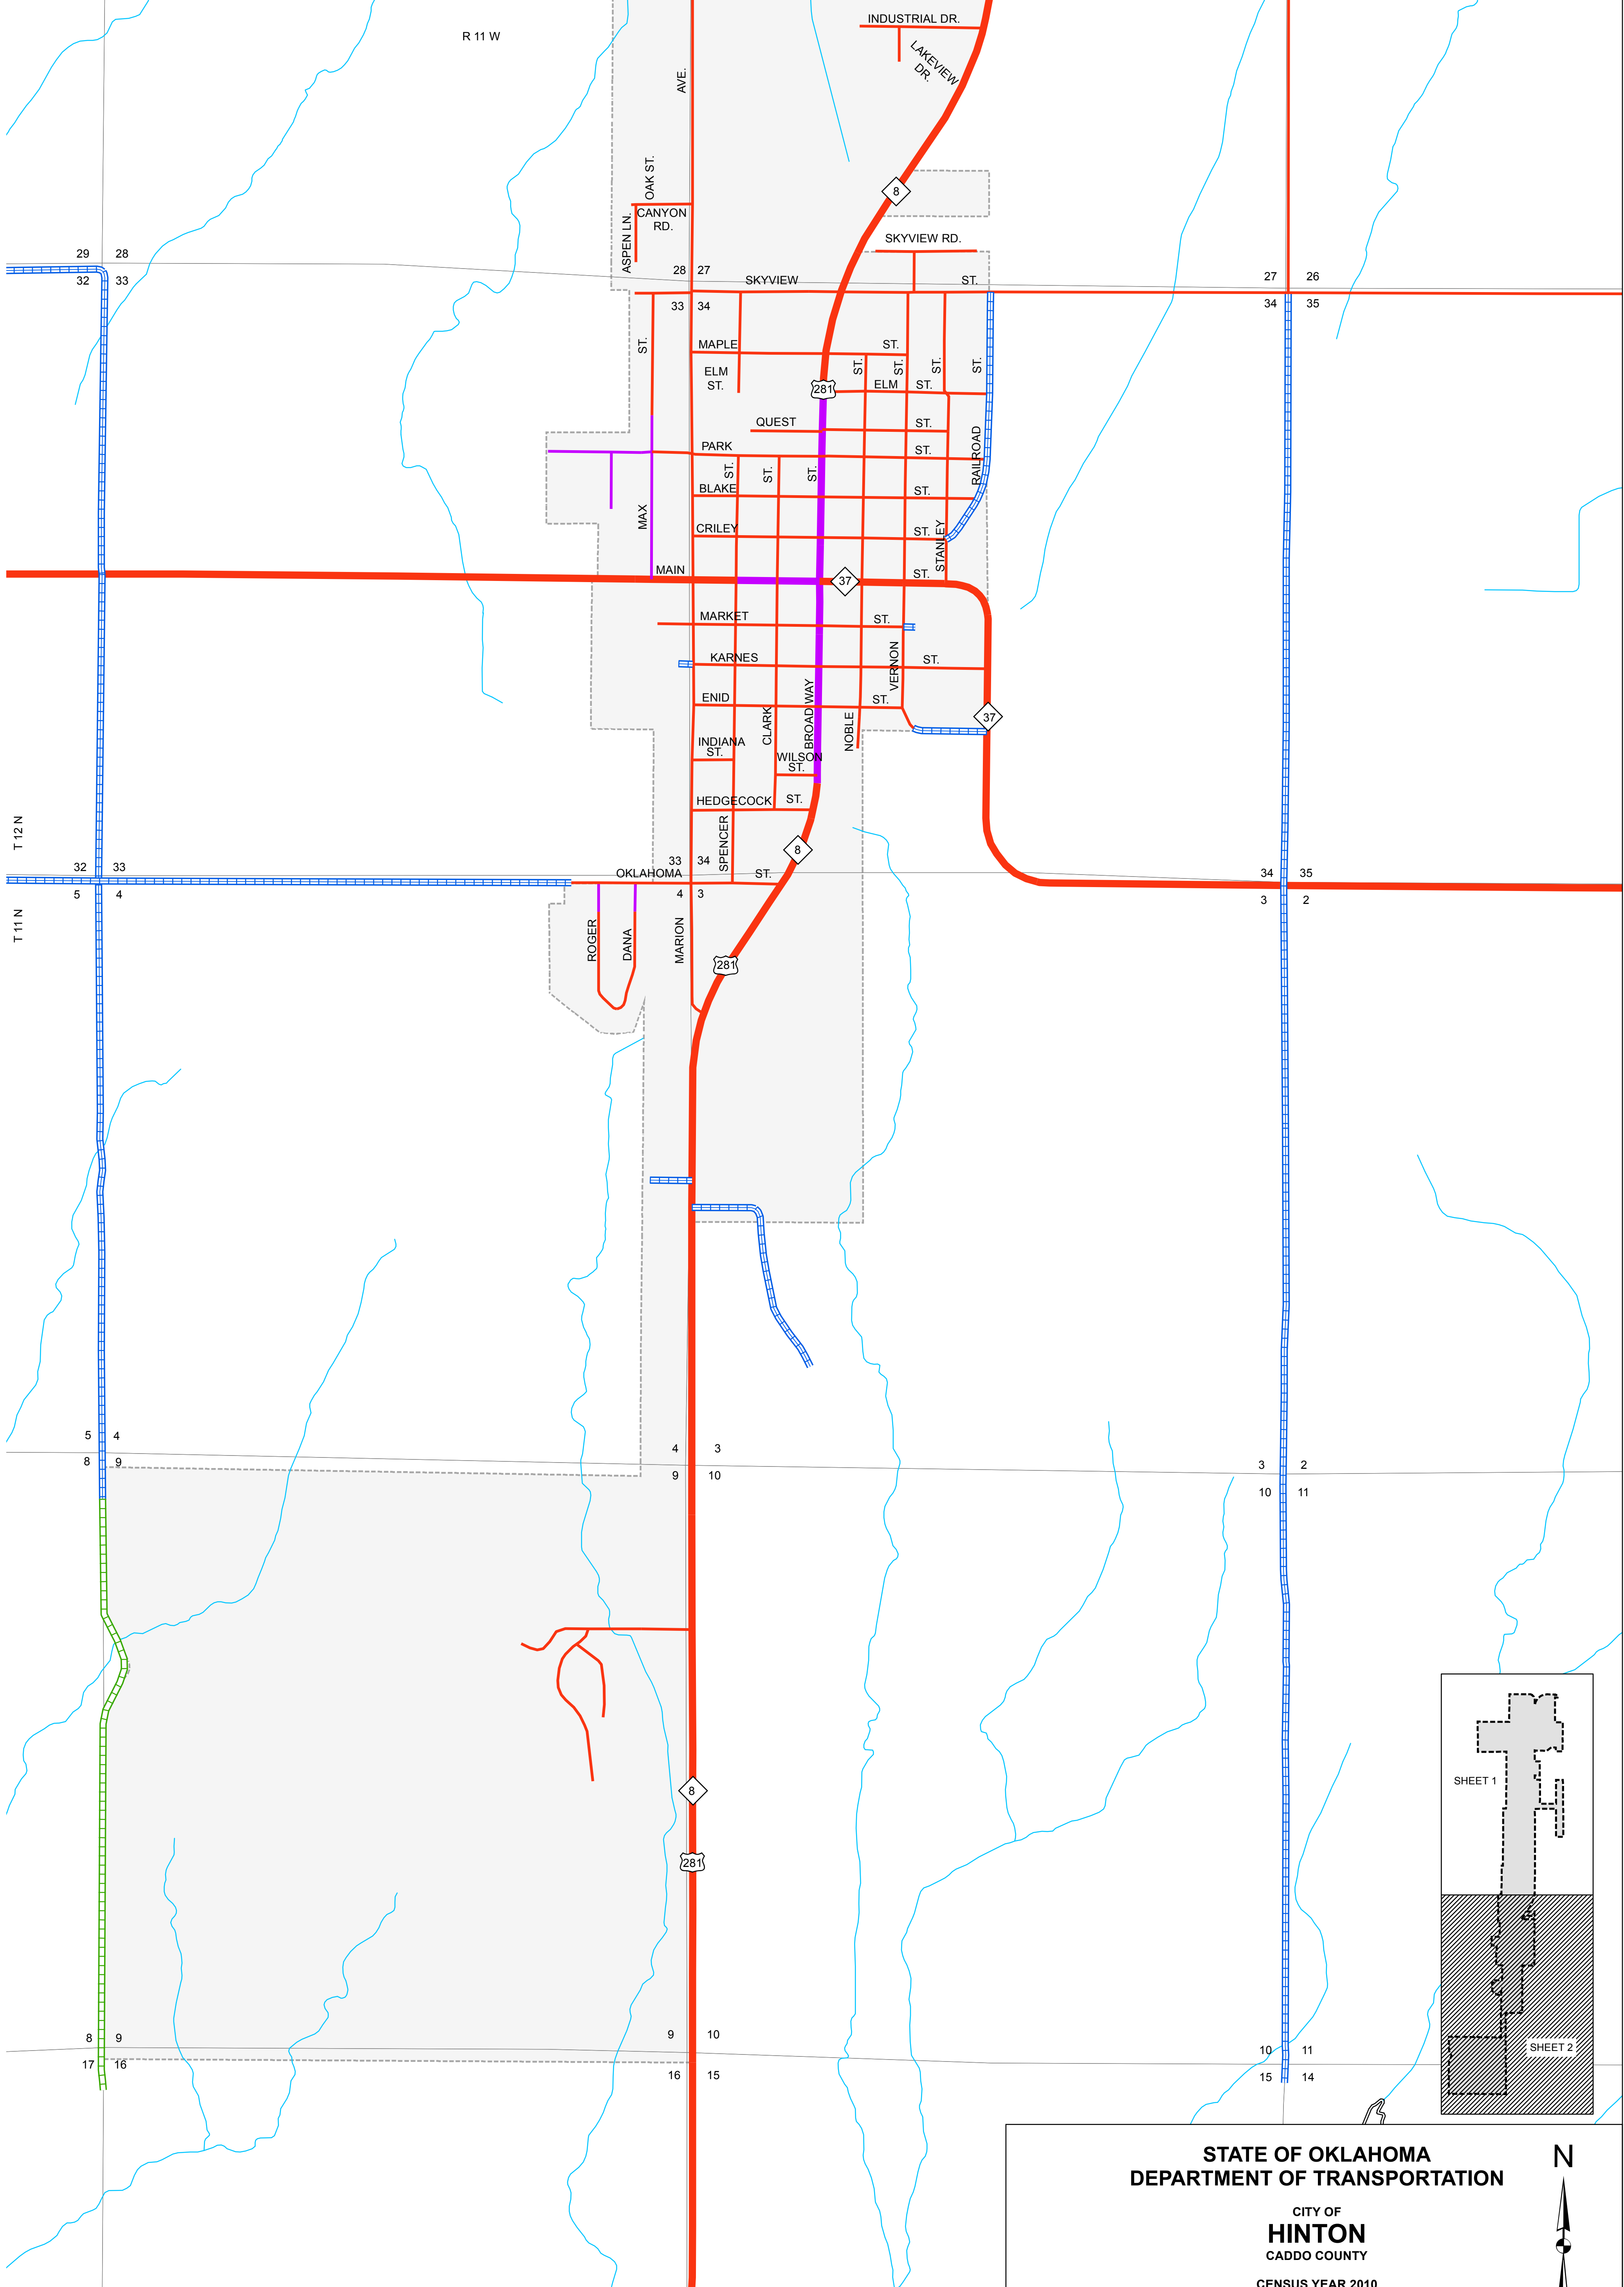 INDUSTRIAL DR.
R 11 W
LAKEVIEW
DR.
AVE.
OAK ST.
8
CANYON
RD.
ASPEN LN.
SKYVIEW RD.
29 28
32 33
28 27
SKYVIEW ST.
27 26
33 34
34 35
ST.
MAPLE ST.
ST.
ST.
ST.
ST.
ELM
ST.
281
ELM ST.
QUEST ST.
PARK ST.
RAILROAD
ST.
ST.
ST.
BLAKE ST.
MAX
CRILEY ST.
STANLEY
MAIN ST.
37
MARKET ST.
KARNES ST.
VERNON
ENID ST.
BROADWAY
CLARK
NOBLE
37
INDIANA
ST.
WILSON
ST.
HEDGECOCK ST.
SPENCER
T 12 N
8
32 33
33 34
34 35
OKLAHOMA ST.
5 4
4 3
3 2
T 11 N
ROGER
DANA
MARION
281
5 4
4 3
3 2
8 9
9 10
10 11
8
281
SHEET 1
SHEET 2
8 9
9 10
10 11
17 16
16 15
15 14
STATE OF OKLAHOMA
DEPARTMENT OF TRANSPORTATION
N
CITY OF
HINTON
CADDO COUNTY
CENSUS YEAR 2010